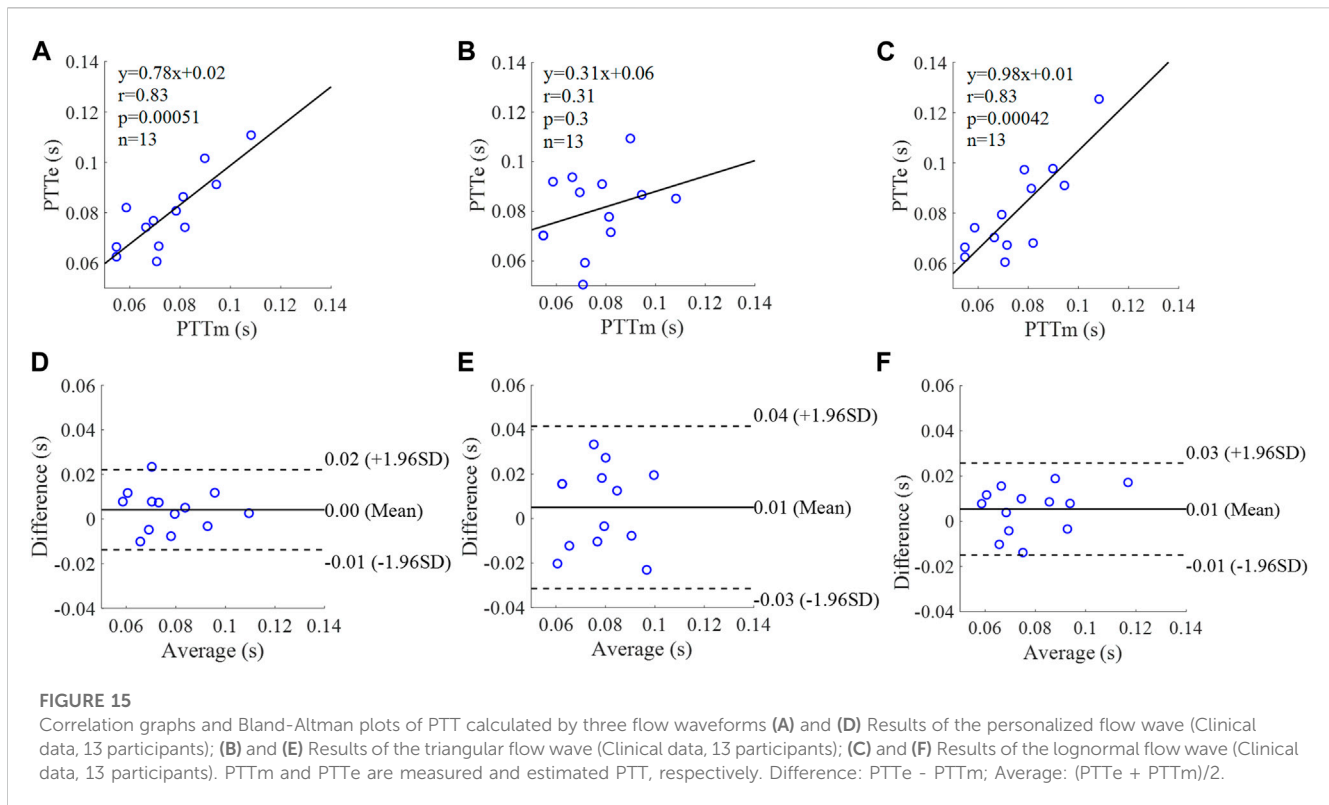 A
0.14
0.12
0.1
0.08
0.06
y=0.78x+0.02
r=0.83
p=0.00051
n=13
PTTe (s)
0.06 0.08 0.1 0.12 0.14
PTTm (s)
B
0.14
0.12
0.1
0.08
0.06
y=0.31x+0.06
r=0.31
p=0.3
n=13
PTTe (s)
0.06 0.08 0.1 0.12 0.14
PTTm (s)
C
0.14
0.12
0.1
0.08
0.06
y=0.98x+0.01
r=0.83
p=0.00042
n=13
PTTe (s)
0.06 0.08 0.1 0.12 0.14
PTTm (s)
D
0.06
0.04
0.02
0
-0.02
-0.04
Difference (s)
0.02 (+1.96SD)
0.00 (Mean)
-0.01 (-1.96SD)
0.06 0.08 0.1 0.12 0.14
Average (s)
E
0.06
0.04
0.02
0
-0.02
-0.04
Difference (s)
0.04 (+1.96SD)
0.01 (Mean)
-0.03 (-1.96SD)
0.06 0.08 0.1 0.12 0.14
Average (s)
F
0.06
0.04
0.02
0
-0.02
-0.04
Difference (s)
0.03 (+1.96SD)
0.01 (Mean)
-0.01 (-1.96SD)
0.06 0.08 0.1 0.12 0.14
Average (s)
FIGURE 15
Correlation graphs and Bland-Altman plots of PTT calculated by three flow waveforms (A) and (D) Results of the personalized flow wave (Clinical
data, 13 participants); (B) and (E) Results of the triangular flow wave (Clinical data, 13 participants); (C) and (F) Results of the lognormal flow wave (Clinical
data, 13 participants). PTTm and PTTe are measured and estimated PTT, respectively. Difference: PTTe - PTTm; Average: (PTTe + PTTm)/2.